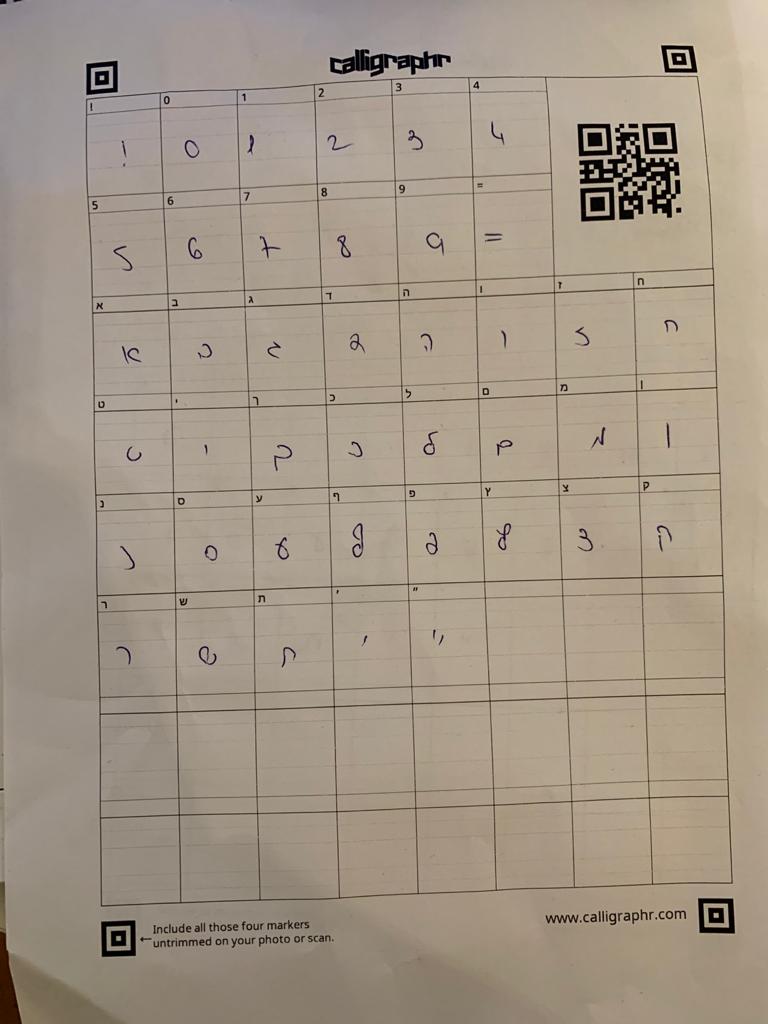 calligraphr
! 0 1 2 3 4
! 0 1 2 3 4
5 6 7 8 9 =
5 6 7 8 9 =
א ב ג ד ה ו ז ח
א ב ג ד ה ו ז ח
ט י ך כ ל ם מ ן
ט י ך כ ל ם מ ן
נ ס ע ף פ ץ צ ק
נ ס ע ף פ ץ צ ק
ר ש ת ׳ ״
ר ש ת ׳ ״
Include all those four markers
←untrimmed on your photo or scan.
www.calligraphr.com